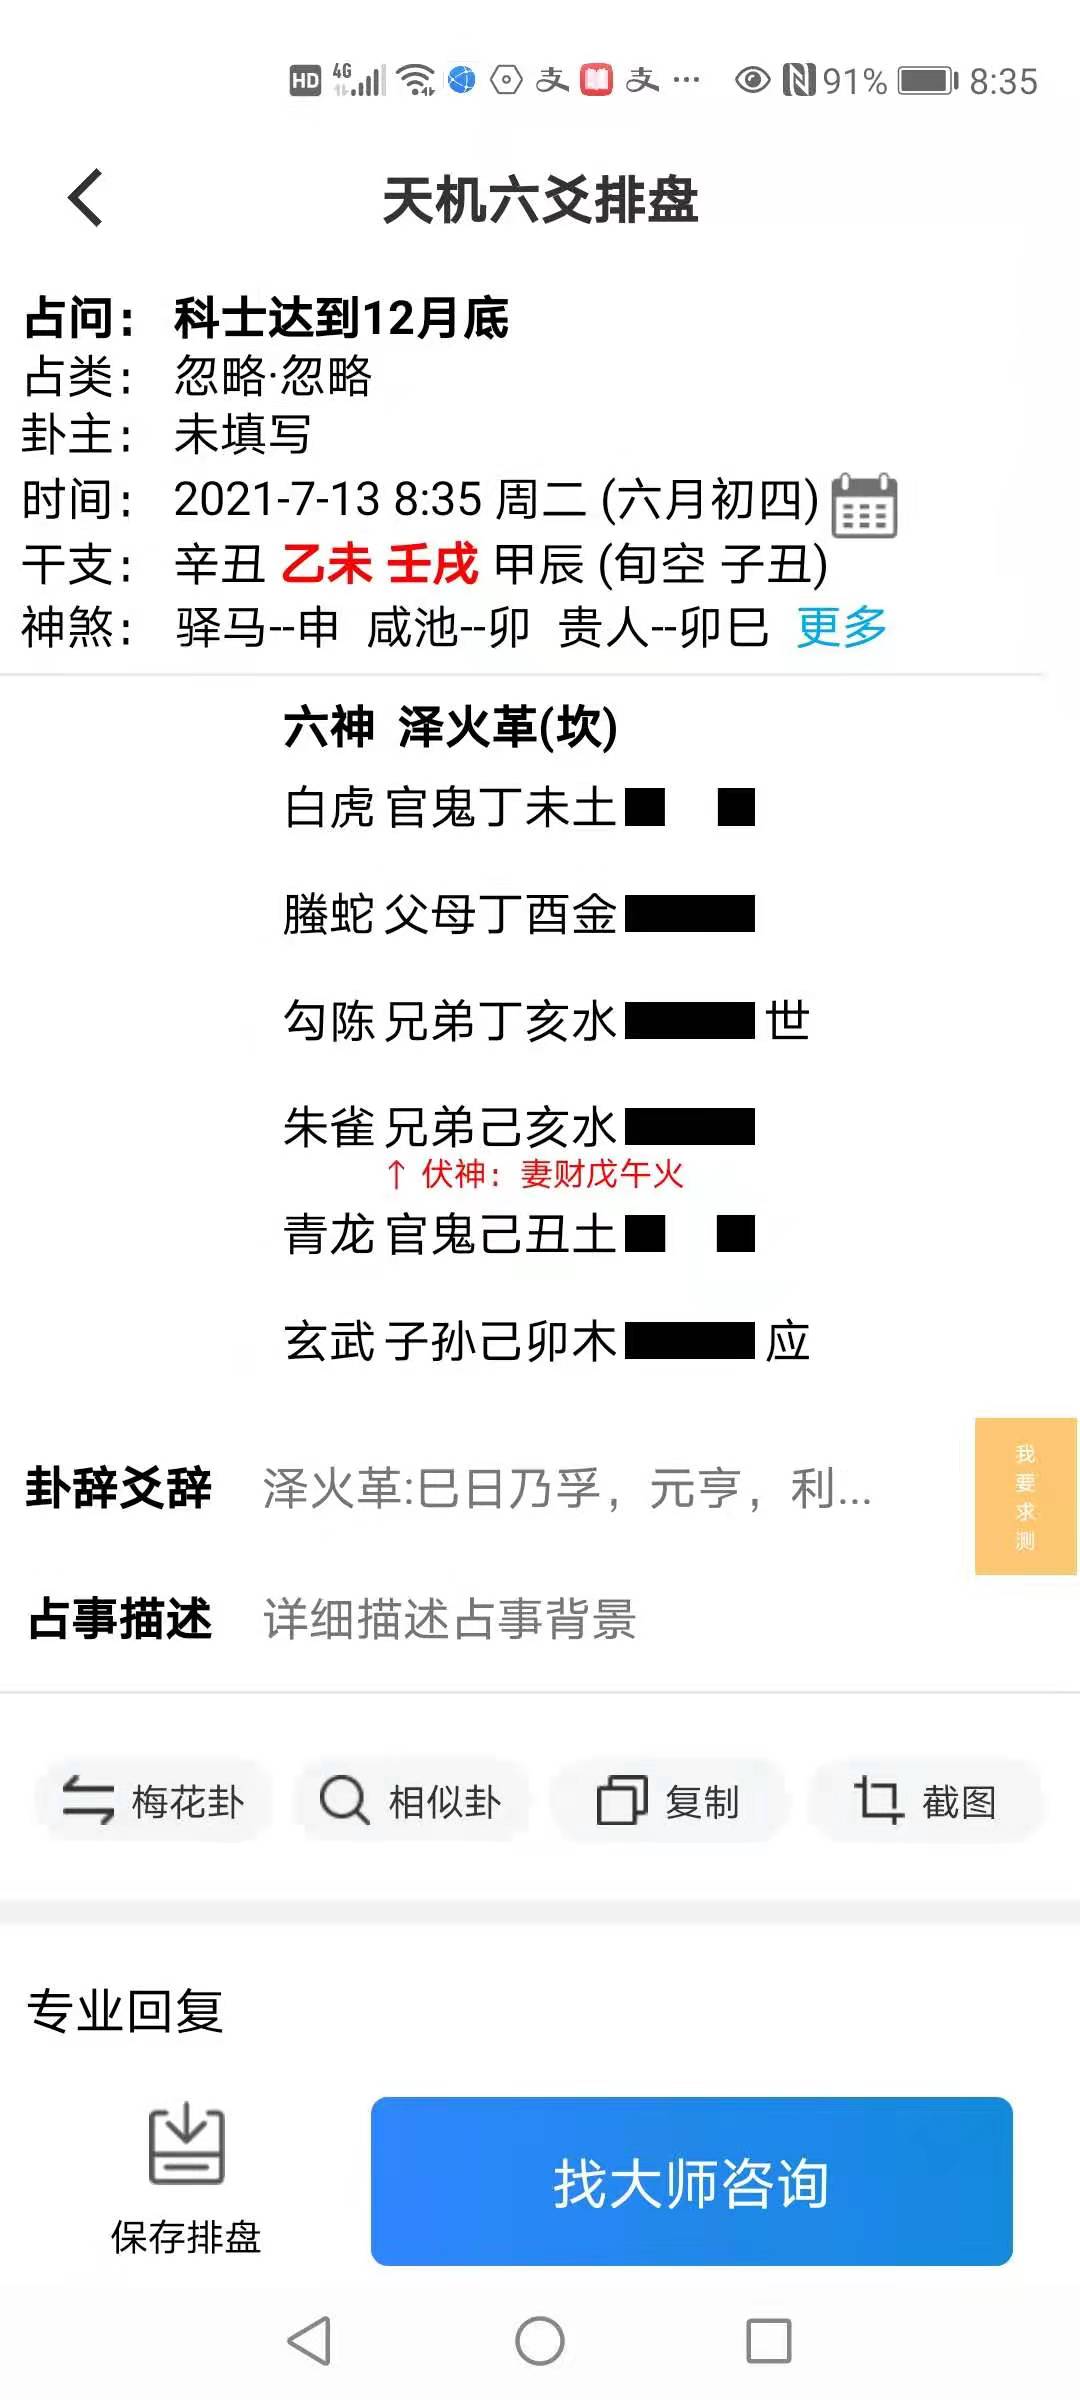 HD 4G 支 支 ... 91% 8:35
天机六爻排盘
占问： 科士达到12月底
占类： 忽略·忽略
卦主： 未填写
时间： 2021-7-13 8:35 周二 (六月初四)
干支： 辛丑 乙未 壬戌 甲辰 (旬空 子丑)
神煞： 驿马--申 咸池--卯 贵人--卯巳 更多
六神 泽火革(坎)
白虎 官鬼丁未土
螣蛇 父母丁酉金
勾陈 兄弟丁亥水 世
朱雀 兄弟己亥水
↑ 伏神：妻财戊午火
青龙 官鬼己丑土
玄武 子孙己卯木 应
卦辞爻辞 泽火革:巳日乃孚，元亨，利...
我要求测
占事描述 详细描述占事背景
梅花卦 相似卦 复制 截图
专业回复
保存排盘 找大师咨询